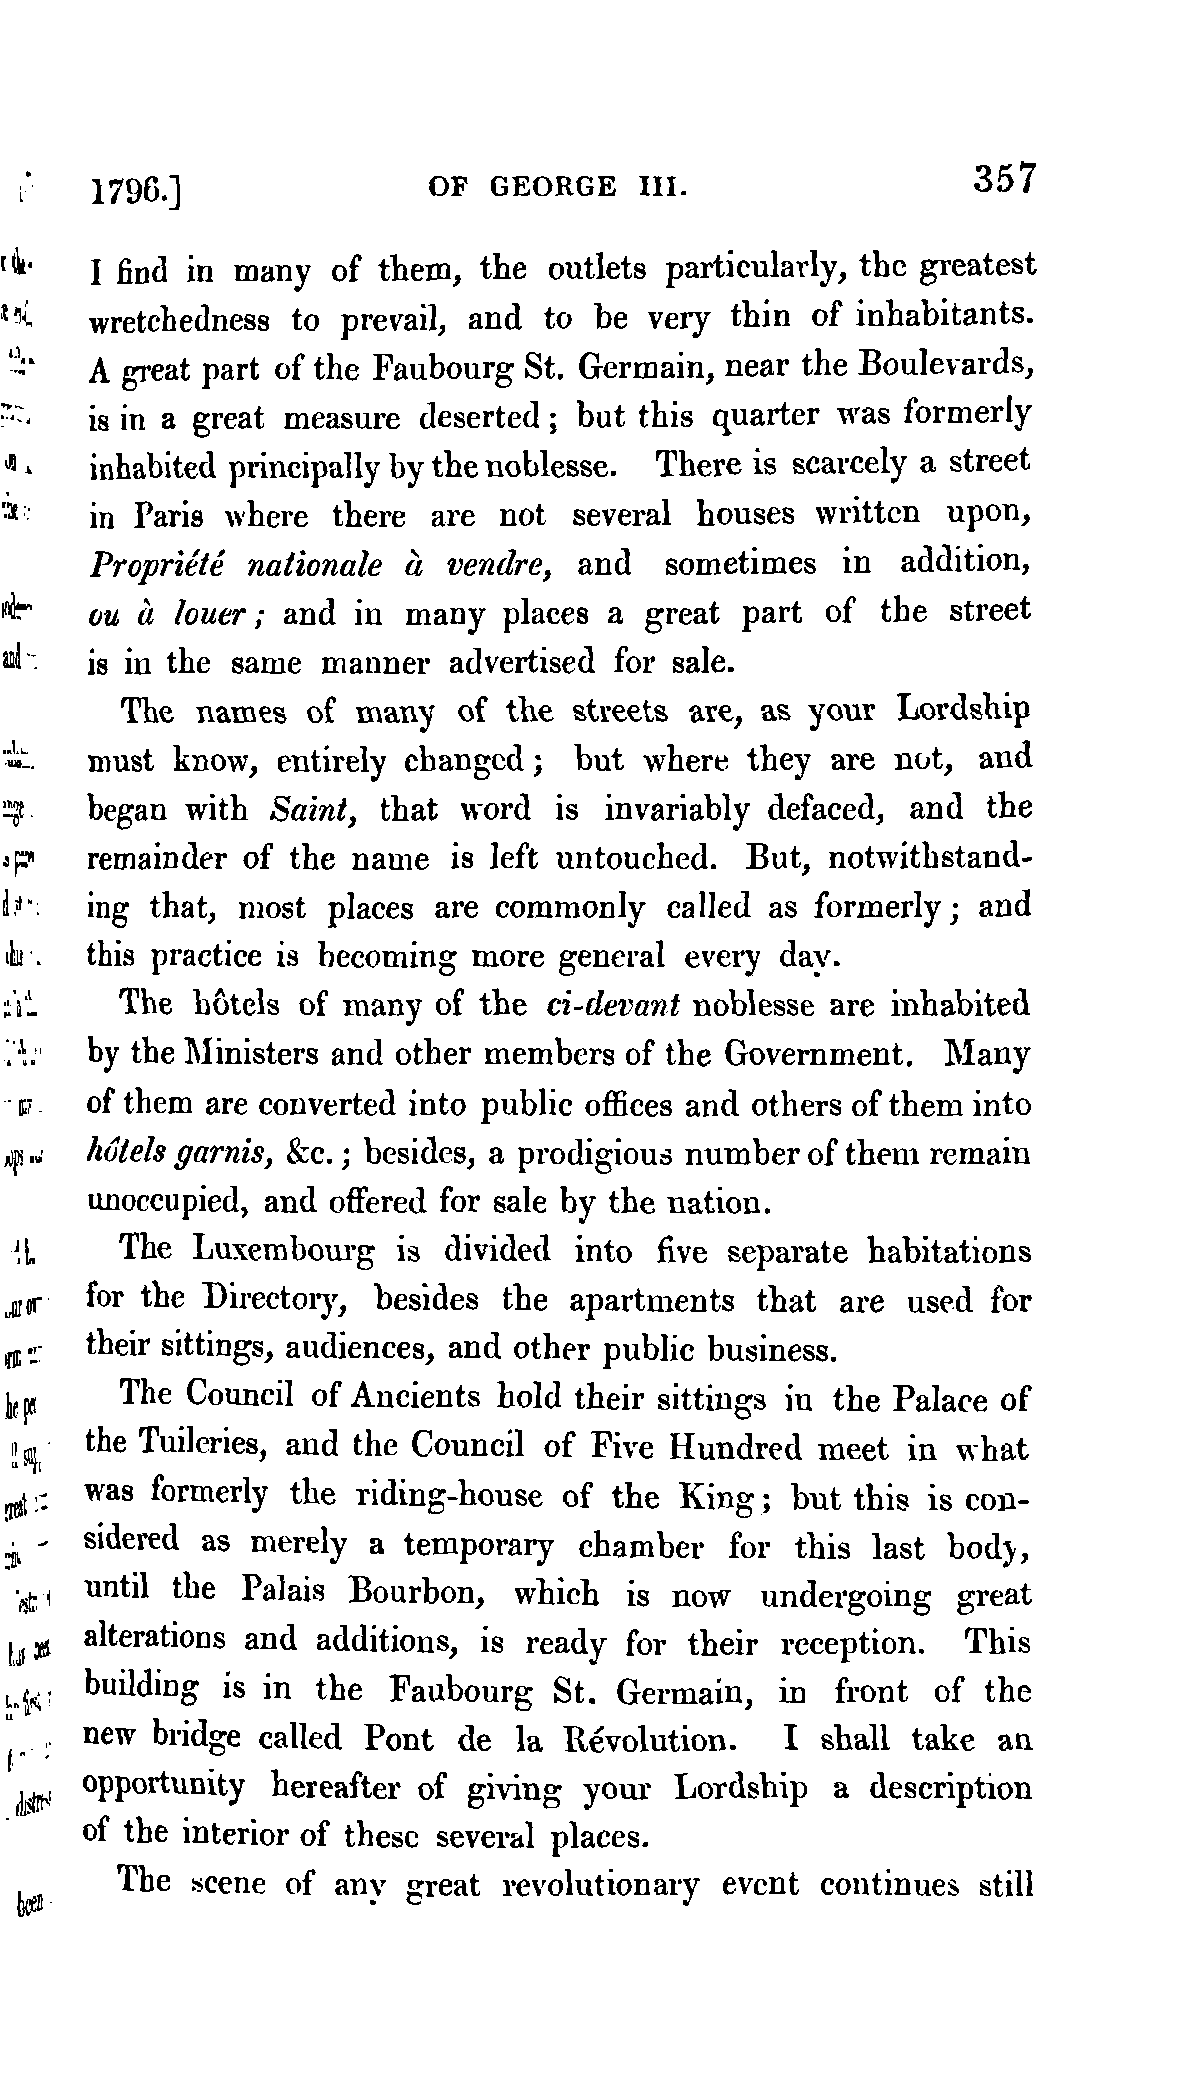 1796.] OF GEORGE III. 357
I find in many of them, the outlets particularly, the greatest
wretchedness to prevail, and to be very thin of inhabitants.
A great part of the Faubourg St. Germain, near the Boulevards,
is in a great measure deserted; but this quarter was formerly
inhabited principally by the noblesse. There is scarcely a street
in Paris where there are not several houses written upon,
Propriété nationale à vendre, and sometimes in addition,
ou à louer; and in many places a great part of the street
is in the same manner advertised for sale.
The names of many of the streets are, as your Lordship
must know, entirely changed; but where they are not, and
began with Saint, that word is invariably defaced, and the
remainder of the name is left untouched. But, notwithstand-
ing that, most places are commonly called as formerly; and
this practice is becoming more general every day.
The hôtels of many of the ci-devant noblesse are inhabited
by the Ministers and other members of the Government. Many
of them are converted into public offices and others of them into
hôtels garnis, &c.; besides, a prodigious number of them remain
unoccupied, and offered for sale by the nation.
The Luxembourg is divided into five separate habitations
for the Directory, besides the apartments that are used for
their sittings, audiences, and other public business.
The Council of Ancients hold their sittings in the Palace of
the Tuileries, and the Council of Five Hundred meet in what
was formerly the riding-house of the King; but this is con-
sidered as merely a temporary chamber for this last body,
until the Palais Bourbon, which is now undergoing great
alterations and additions, is ready for their reception. This
building is in the Faubourg St. Germain, in front of the
new bridge called Pont de la Révolution. I shall take an
opportunity hereafter of giving your Lordship a description
of the interior of these several places.
The scene of any great revolutionary event continues still